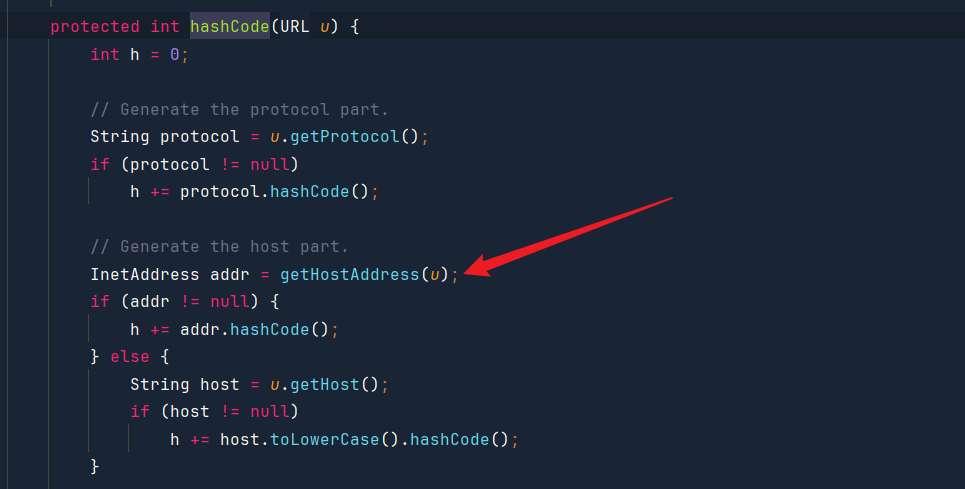 protected int hashCode(URL u) {
int h = 0;
// Generate the protocol part.
String protocol = u.getProtocol();
if (protocol != null)
h += protocol.hashCode();
// Generate the host part.
InetAddress addr = getHostAddress(u);
if (addr != null) {
h += addr.hashCode();
} else {
String host = u.getHost();
if (host != null)
h += host.toLowerCase().hashCode();
}